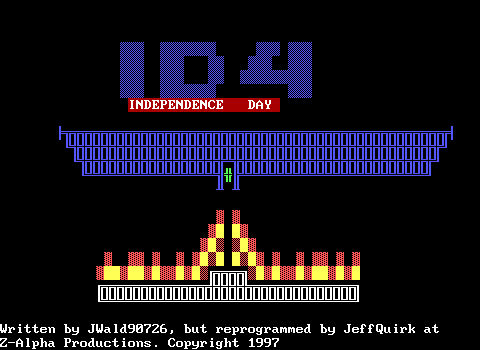 ID4
INDEPENDENCE DAY
Written by JWald90726, but reprogrammed by JeffQuirk at
Z-Alpha Productions. Copyright 1997